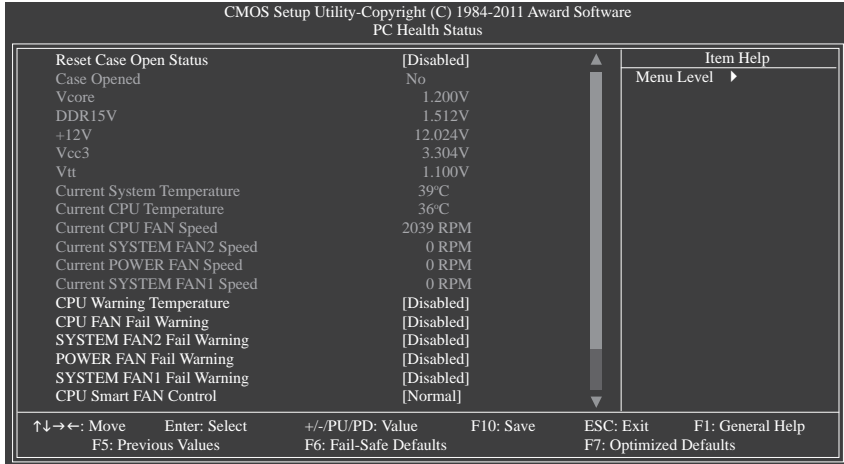 CMOS Setup Utility-Copyright (C) 1984-2011 Award Software
PC Health Status
Reset Case Open Status [Disabled]
Case Opened No
Vcore 1.200V
DDR15V 1.512V
+12V 12.024V
Vcc3 3.304V
Vtt 1.100V
Current System Temperature 39°C
Current CPU Temperature 36°C
Current CPU FAN Speed 2039 RPM
Current SYSTEM FAN2 Speed 0 RPM
Current POWER FAN Speed 0 RPM
Current SYSTEM FAN1 Speed 0 RPM
CPU Warning Temperature [Disabled]
CPU FAN Fail Warning [Disabled]
SYSTEM FAN2 Fail Warning [Disabled]
POWER FAN Fail Warning [Disabled]
SYSTEM FAN1 Fail Warning [Disabled]
CPU Smart FAN Control [Normal]
Item Help
Menu Level
↑↓→←: Move Enter: Select +/-/PU/PD: Value F10: Save ESC: Exit F1: General Help
F5: Previous Values F6: Fail-Safe Defaults F7: Optimized Defaults